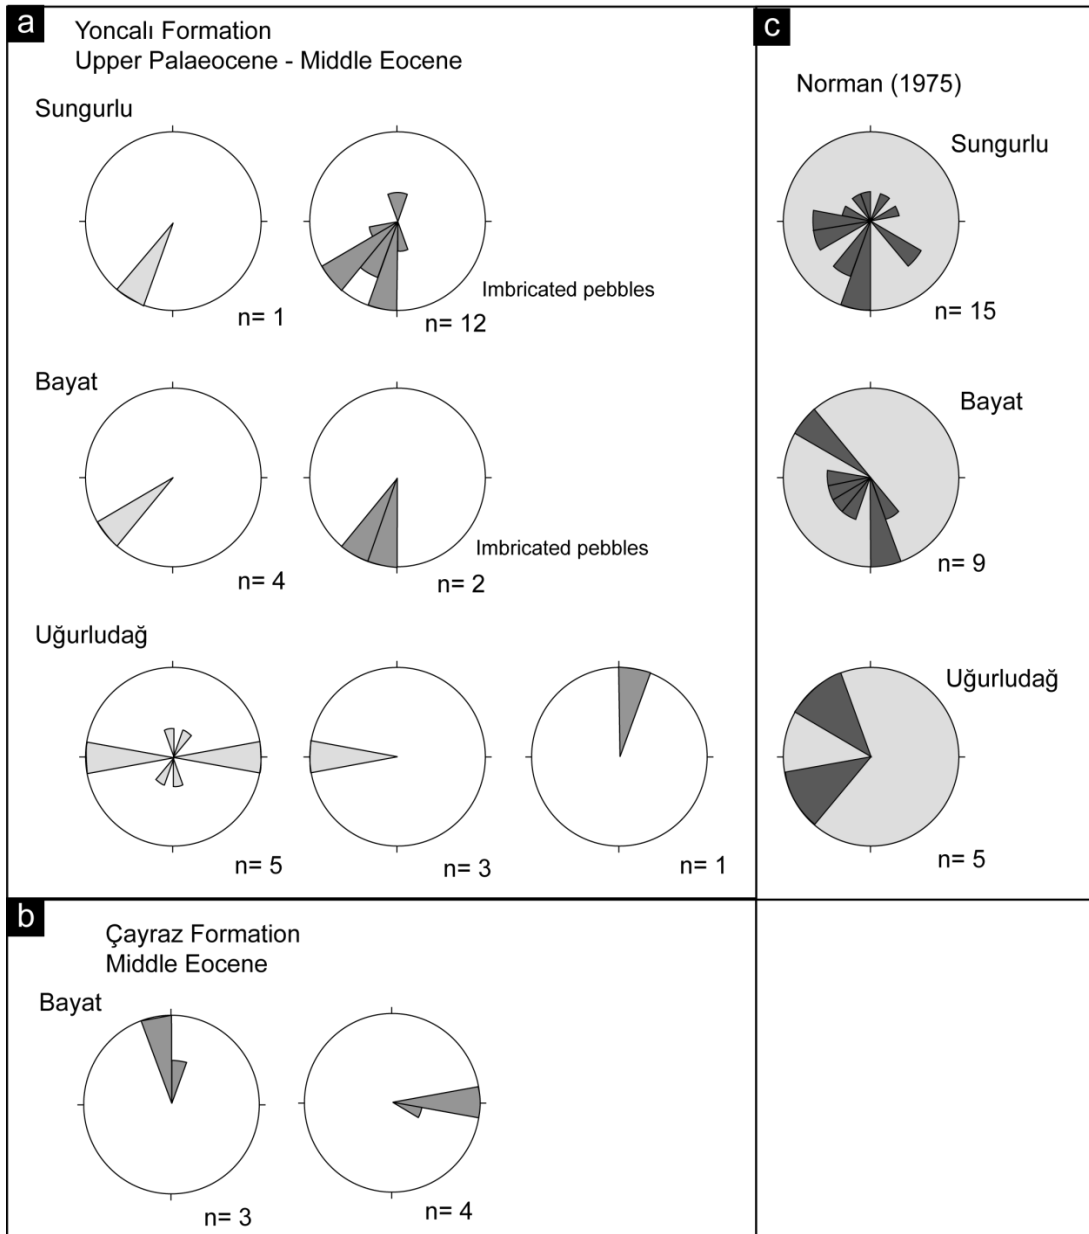 a
Yoncalı Formation
Upper Palaeocene - Middle Eocene
Sungurlu
n= 1
Imbricated pebbles
n= 12
Bayat
n= 4
Imbricated pebbles
n= 2
Uğurludağ
n= 5
n= 3
n= 1
b
Çayraz Formation
Middle Eocene
Bayat
n= 3
n= 4
c
Norman (1975)
Sungurlu
n= 15
Bayat
n= 9
Uğurludağ
n= 5